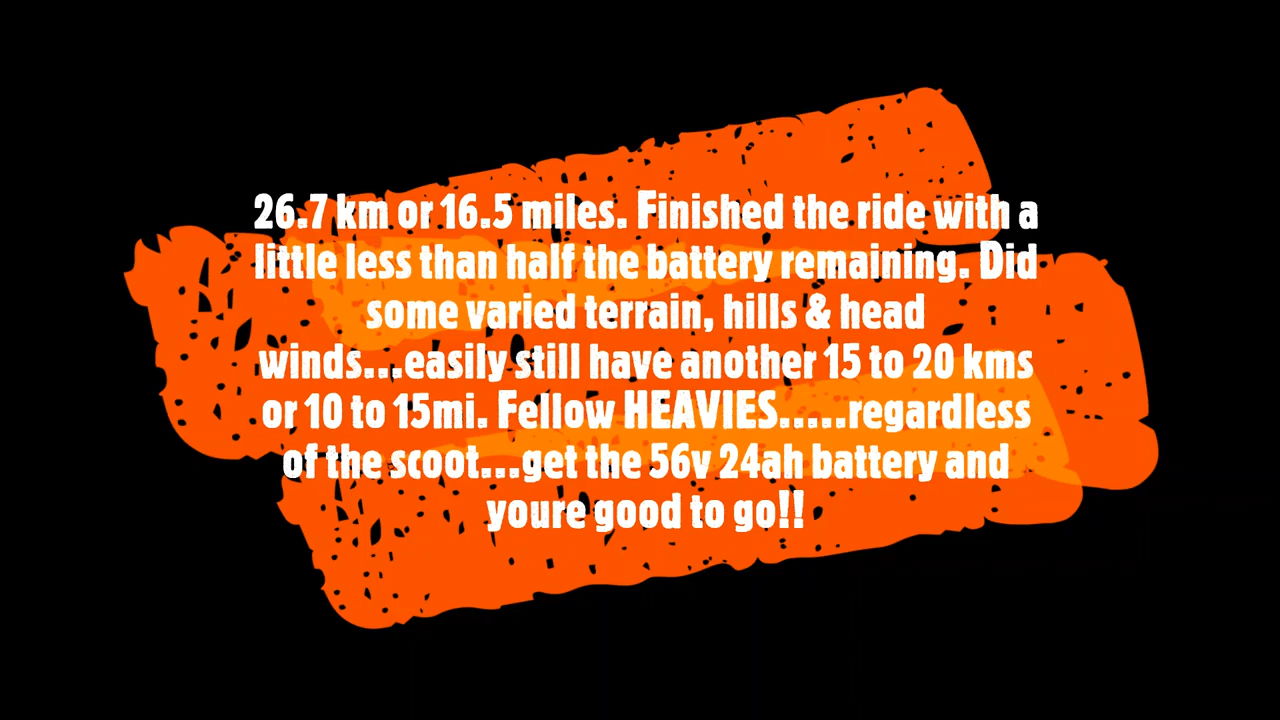 26.7 km or 16.5 miles. Finished the ride with a
little less than half the battery remaining. Did
some varied terrain, hills & head
winds...easily still have another 15 to 20 kms
or 10 to 15mi. Fellow HEAVIES.....regardless
of the scoot...get the 56v 24ah battery and
youre good to go!!